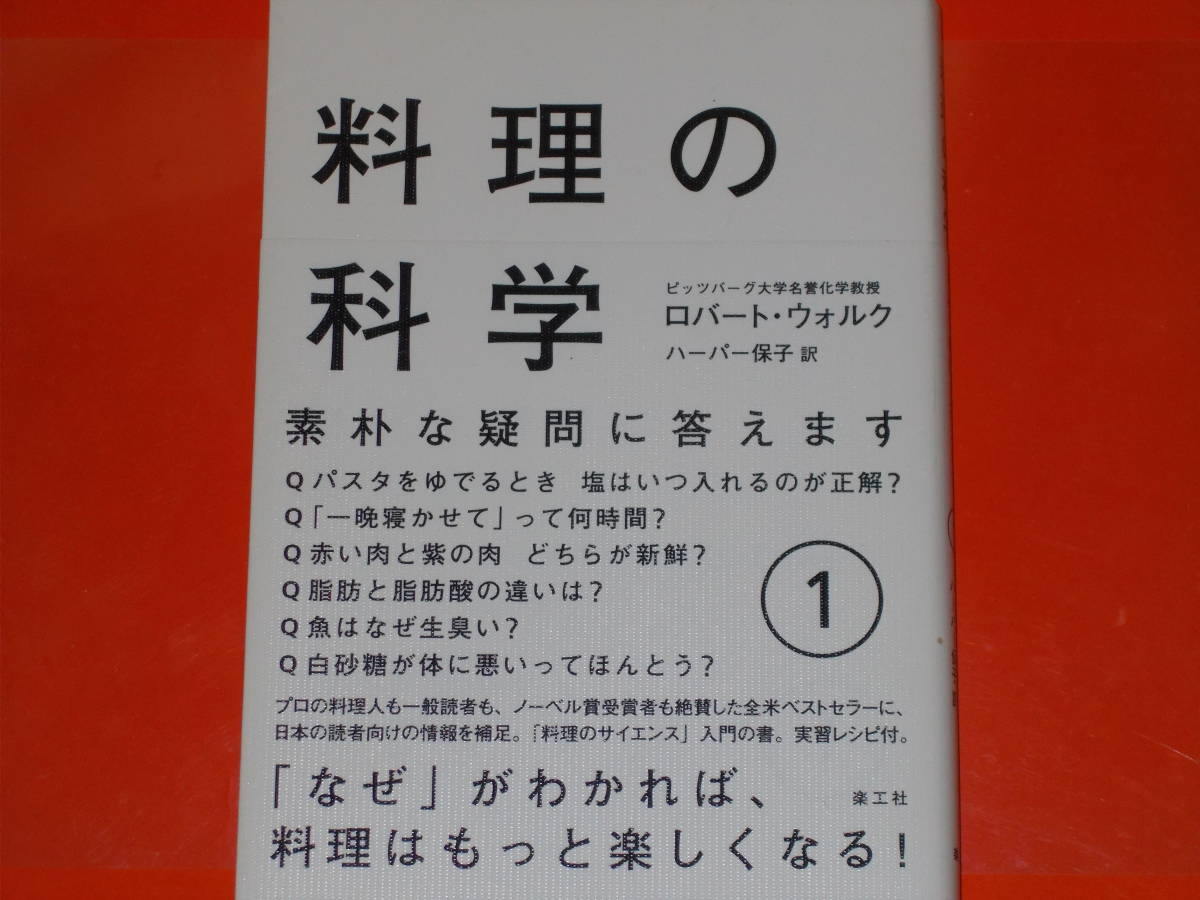 料理の
科学
ピッツバーグ大学名誉化学教授
ロバート・ウォルク
ハーパー保子 訳
素朴な疑問に答えます
Q パスタをゆでるとき 塩はいつ入れるのが正解?
Q 「一晩寝かせて」って何時間?
Q 赤い肉と紫の肉 どちらが新鮮?
Q 脂肪と脂肪酸の違いは?
Q 魚はなぜ生臭い?
Q 白砂糖が体に悪いってほんとう?
1
プロの料理人も一般読者も、ノーベル賞受賞者も絶賛した全米ベストセラーに、
日本の読者向けの情報を補足。「料理のサイエンス」入門の書。実習レシピ付。
「なぜ」がわかれば、
料理はもっと楽しくなる!
楽工社